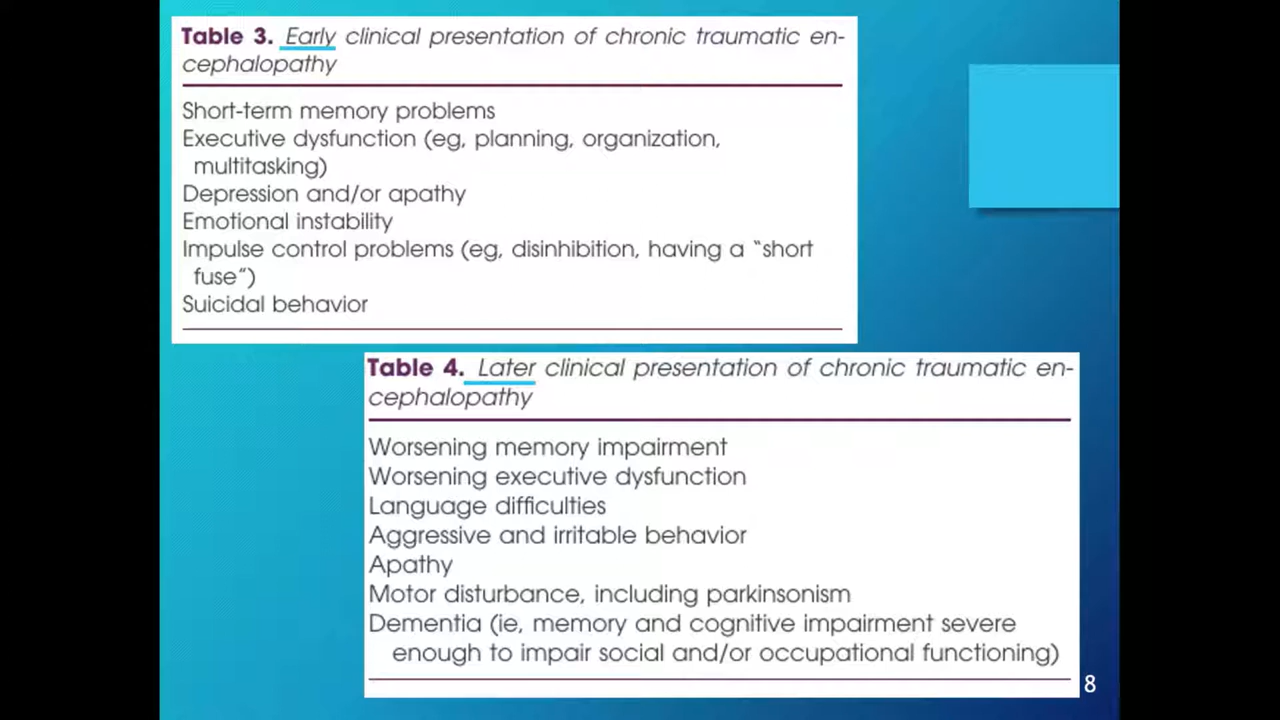 Table 3. Early clinical presentation of chronic traumatic en-
cephalopathy
Short-term memory problems
Executive dysfunction (eg, planning, organization,
multitasking)
Depression and/or apathy
Emotional instability
Impulse control problems (eg, disinhibition, having a “short
fuse”)
Suicidal behavior
Table 4. Later clinical presentation of chronic traumatic en-
cephalopathy
Worsening memory impairment
Worsening executive dysfunction
Language difficulties
Aggressive and irritable behavior
Apathy
Motor disturbance, including parkinsonism
Dementia (ie, memory and cognitive impairment severe
enough to impair social and/or occupational functioning)
8